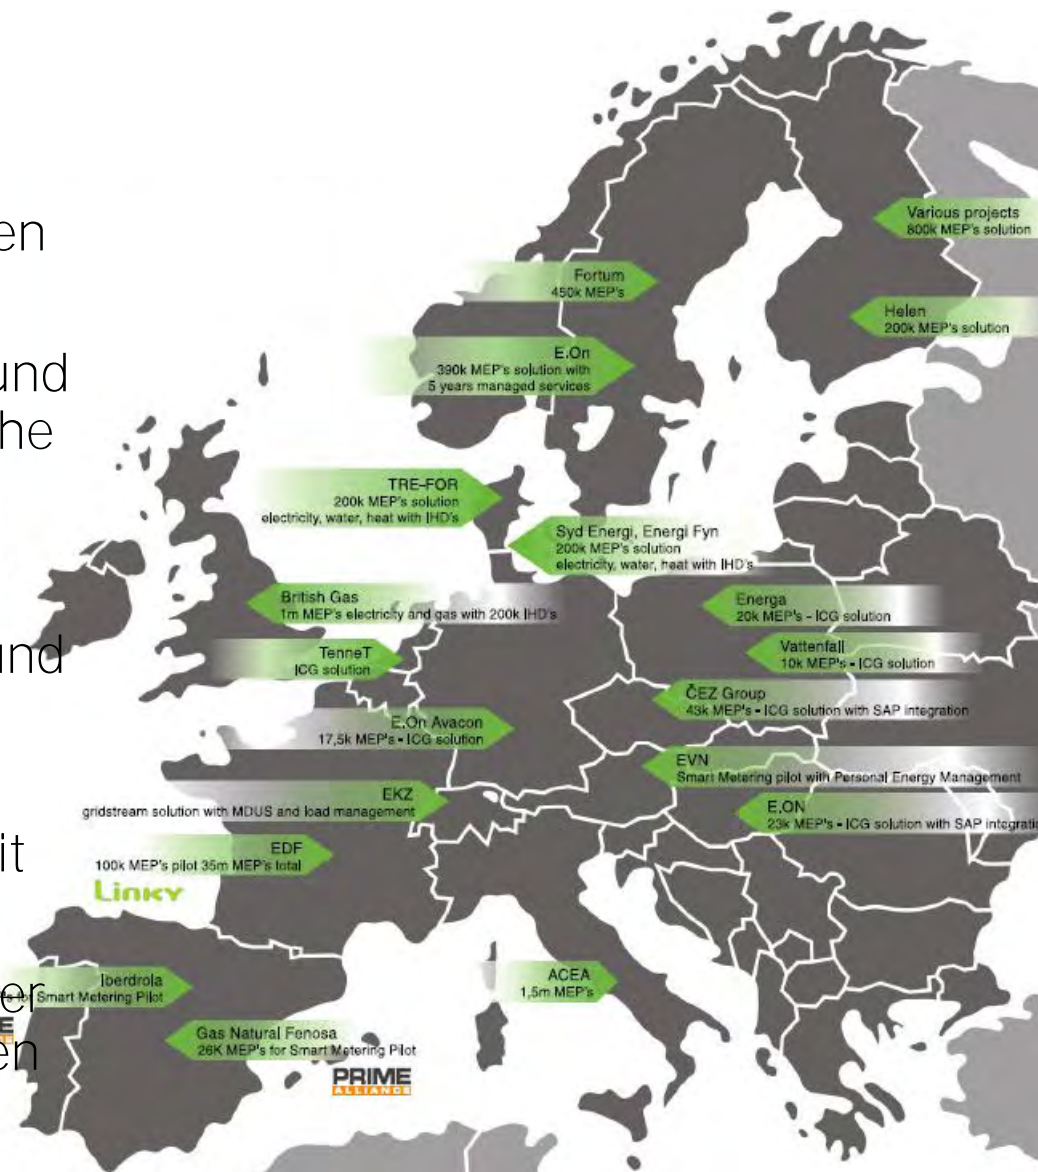 en
und
che
und
it
er
en
Various projects
800k MEP's solution
Fortum
450k MEP's
Helen
200k MEP's solution
E.On
390k MEP's solution with
5 years managed services
TRE-FOR
200k MEP's solution
electricity, water, heat with IHD's
Syd Energi, Energi Fyn
200k MEP's solution
electricity, water, heat with IHD's
British Gas
1m MEP's electricity and gas with 200k IHD's
Energa
20k MEP's - ICG solution
TenneT
ICG solution
Vattenfall
10k MEP's - ICG solution
ČEZ Group
43k MEP's - ICG solution with SAP integration
E.On Avacon
17,5k MEP's - ICG solution
EVN
Smart Metering pilot with Personal Energy Management
EKZ
gridstream solution with MDUS and load management
E.ON
23k MEP's - ICG solution with SAP
EDF
100k MEP's pilot 35m MEP's total
Linky
Iberdrola
for Smart Metering Pilot
ACEA
1,5m MEP's
Gas Natural Fenosa
26K MEP's for Smart Metering Pilot
PRIME
ALLIANCE